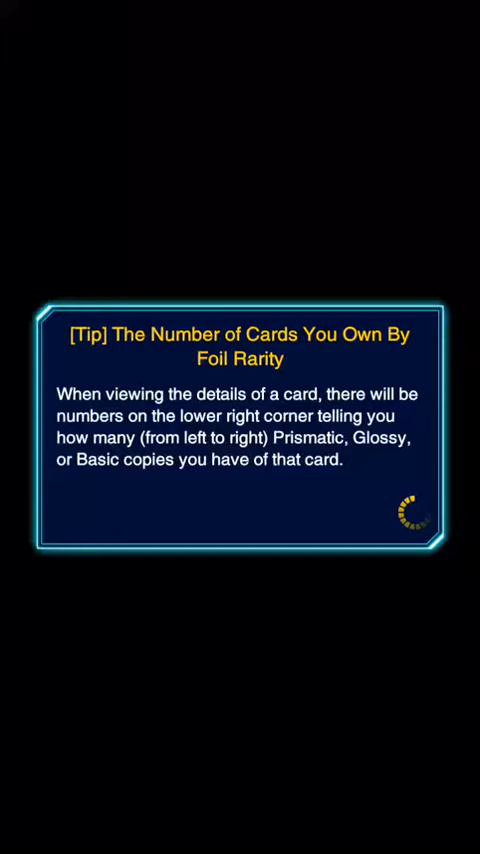 [Tip] The Number of Cards You Own By
Foil Rarity
When viewing the details of a card, there will be
numbers on the lower right corner telling you
how many (from left to right) Prismatic, Glossy,
or Basic copies you have of that card.